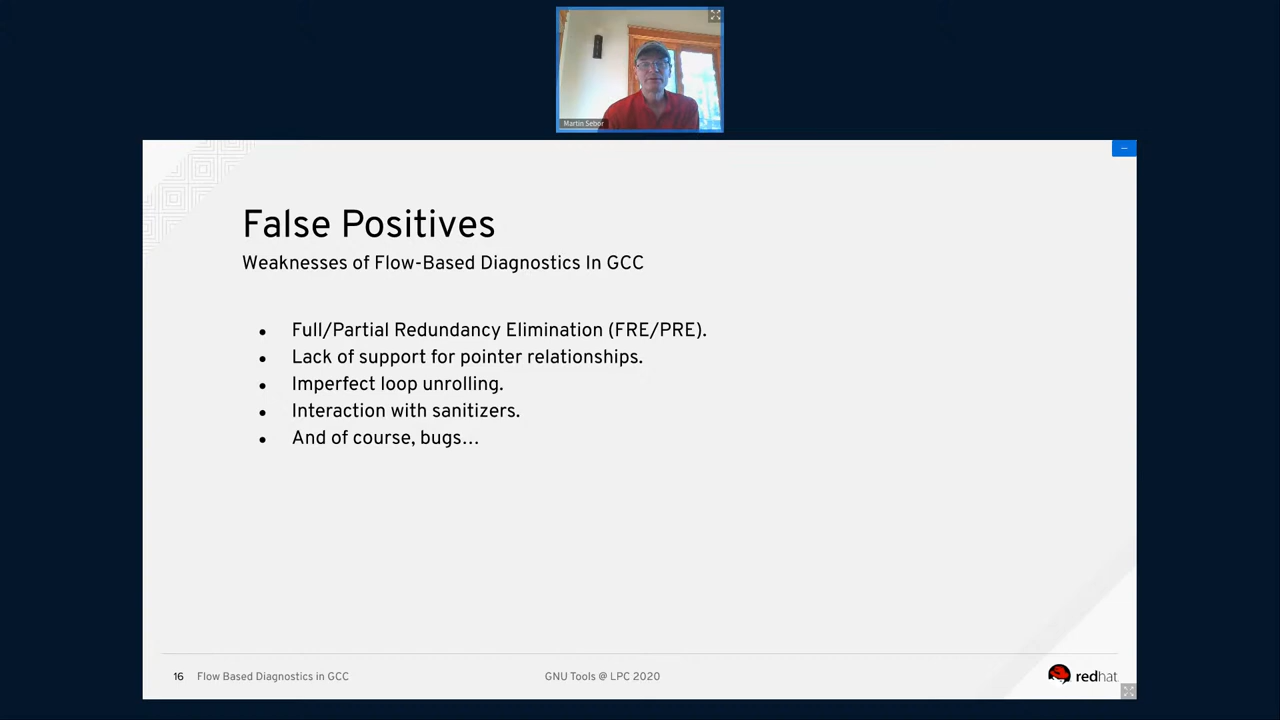 Martin Sebor
False Positives
Weaknesses of Flow-Based Diagnostics In GCC
● Full/Partial Redundancy Elimination (FRE/PRE).
● Lack of support for pointer relationships.
● Imperfect loop unrolling.
● Interaction with sanitizers.
● And of course, bugs…
16 Flow Based Diagnostics in GCC GNU Tools @ LPC 2020 redhat.